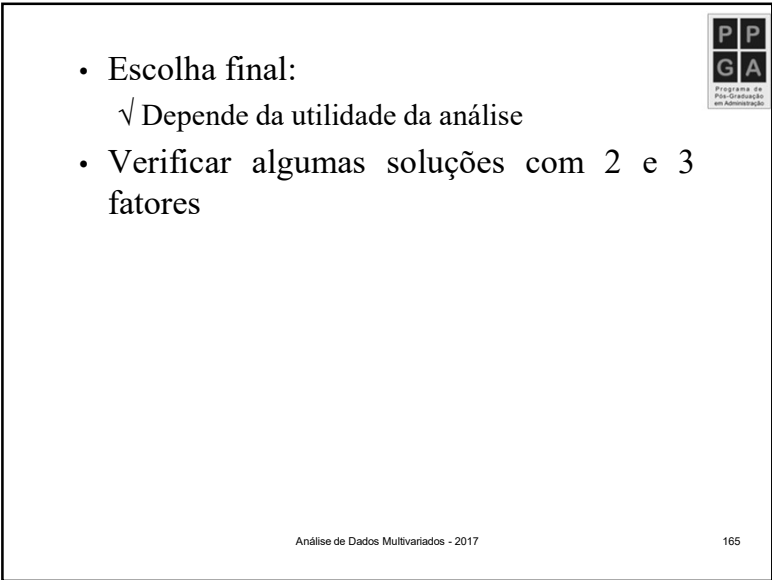 P P
G A
Programa de
Pós-Graduação
em Administração
• Escolha final:
√ Depende da utilidade da análise
• Verificar algumas soluções com 2 e 3
fatores
Análise de Dados Multivariados - 2017
165